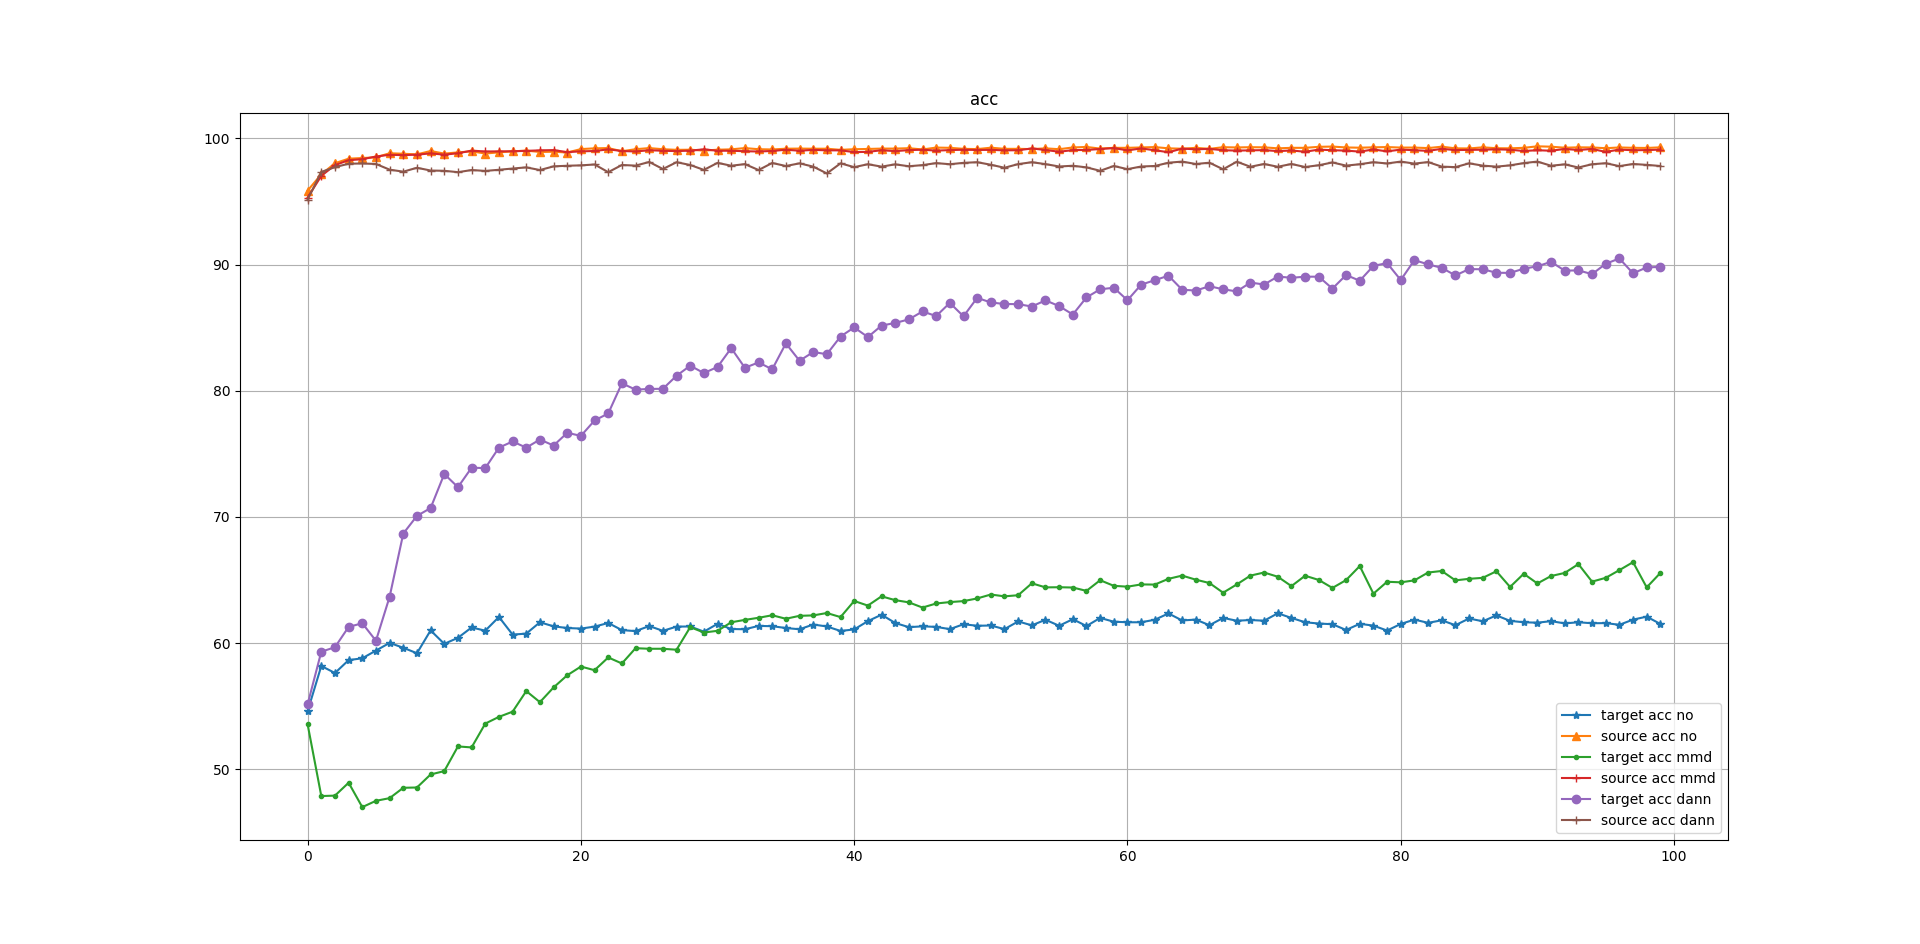 acc
100
90
80
70
60
50
0 20 40 60 80 100
target acc no
source acc no
target acc mmd
source acc mmd
target acc dann
source acc dann